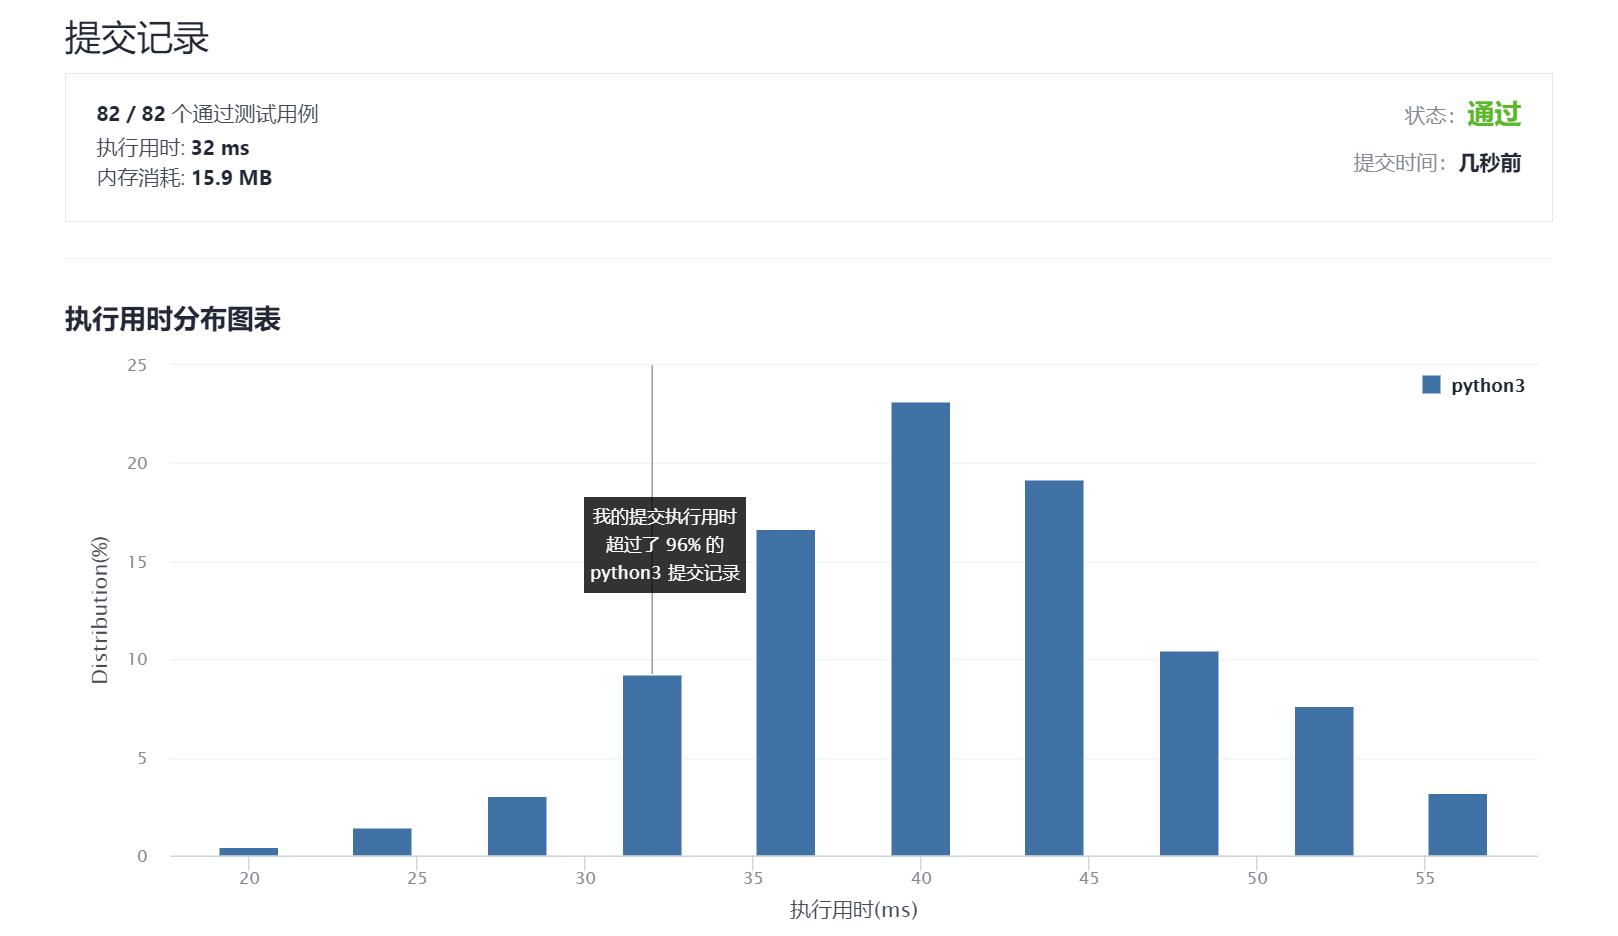 提交记录
82 / 82 个通过测试用例
状态：通过
执行用时: 32 ms
提交时间：几秒前
内存消耗: 15.9 MB
执行用时分布图表
25
20
15
10
5
0
Distribution(%)
python3
我的提交执行用时
超过了 96% 的
python3 提交记录
20
25
30
35
40
45
50
55
执行用时(ms)